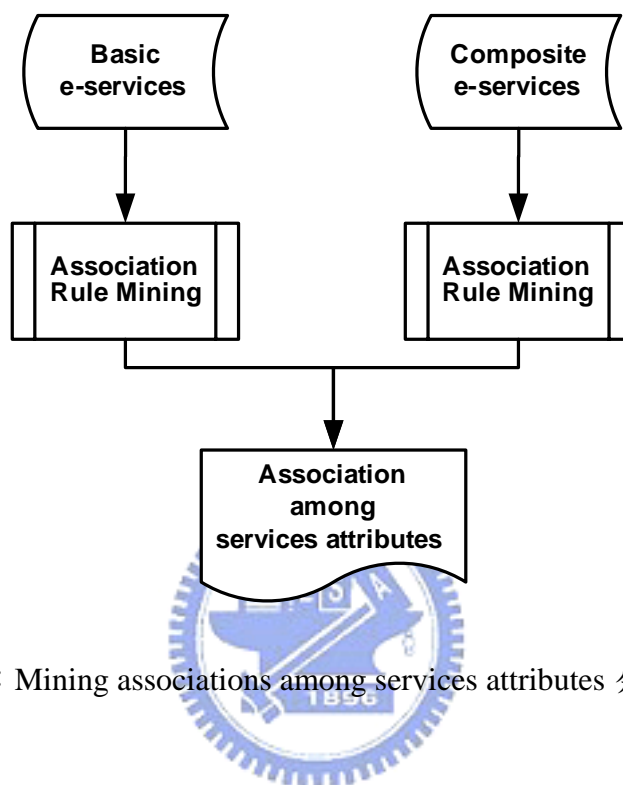 Basic
e-services
Composite
e-services
Association
Rule Mining
Association
Rule Mining
Association
among
services attributes
Mining associations among services attributes
1896